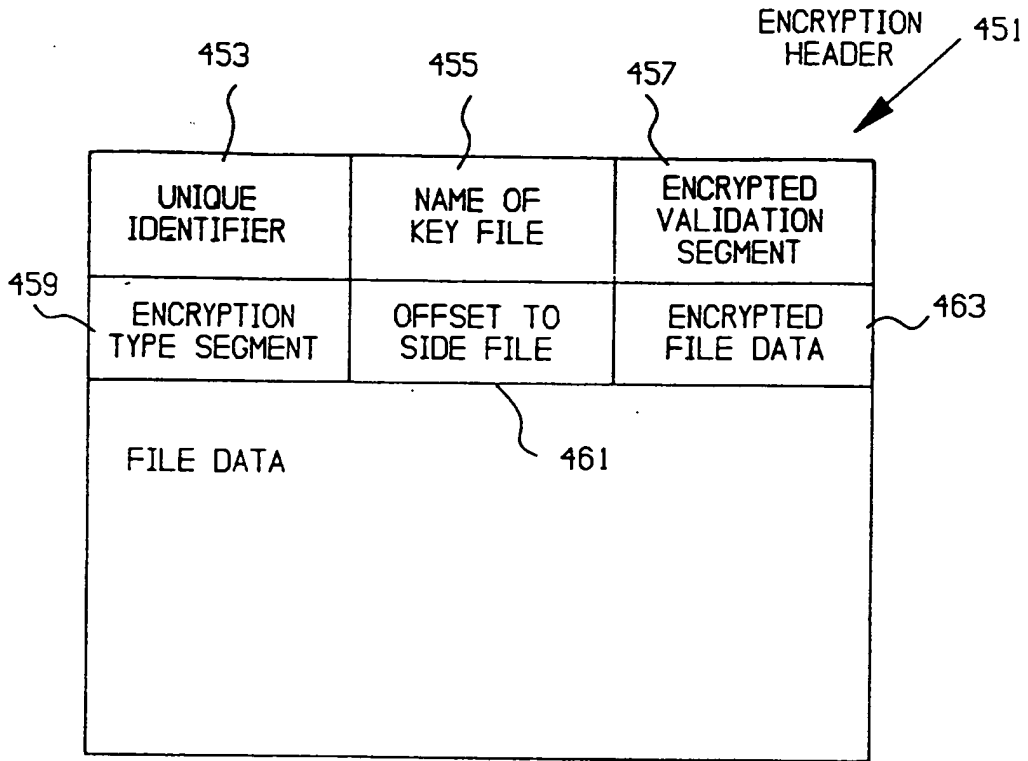 ENCRYPTION
HEADER
451
453
455
457
UNIQUE
IDENTIFIER
NAME OF
KEY FILE
ENCRYPTED
VALIDATION
SEGMENT
459
ENCRYPTION
TYPE SEGMENT
OFFSET TO
SIDE FILE
ENCRYPTED
FILE DATA
463
461
FILE DATA